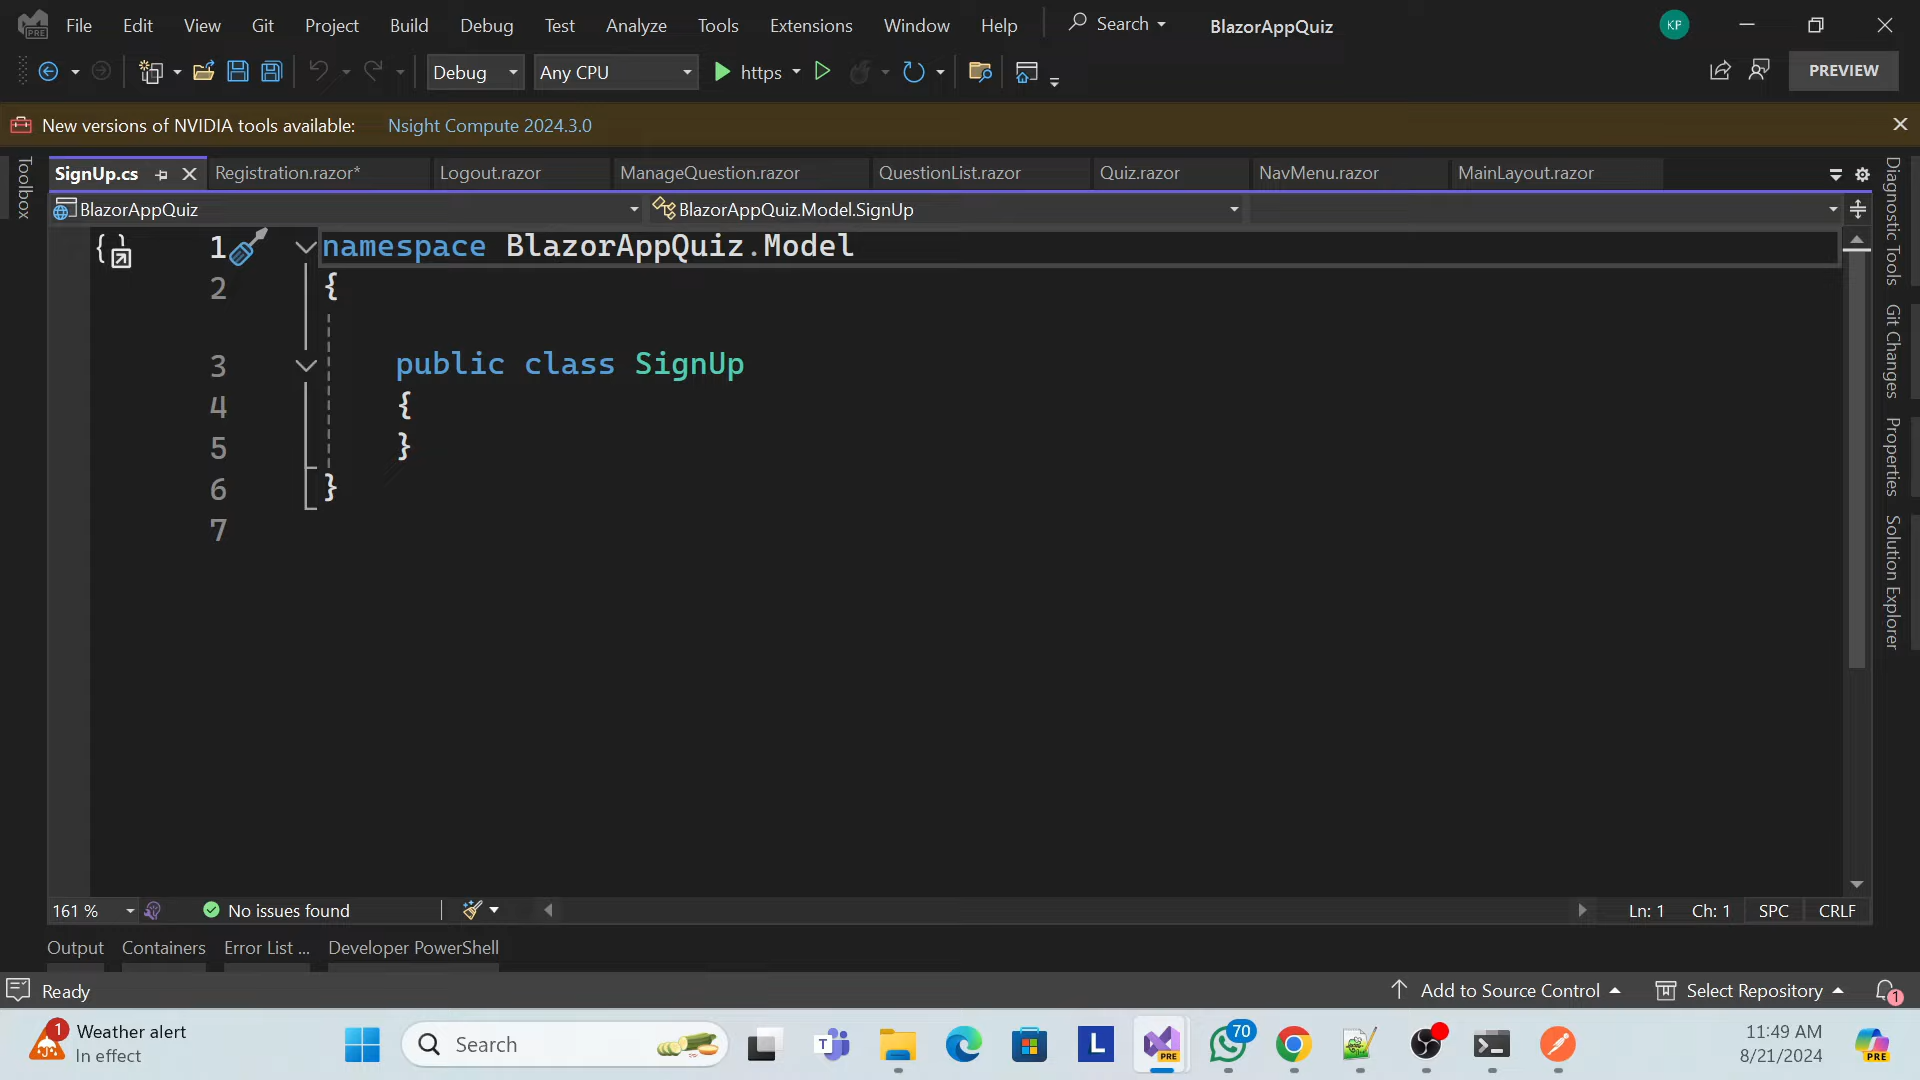 File Edit View Git Project Build Debug Test Analyze Tools Extensions Window Help Search BlazorAppQuiz KP
PRE
Debug Any CPU https PREVIEW
New versions of NVIDIA tools available: Nsight Compute 2024.3.0
SignUp.cs Registration.razor* Logout.razor ManageQuestion.razor QuestionList.razor Quiz.razor NavMenu.razor MainLayout.razor
BlazorAppQuiz BlazorAppQuiz.Model.SignUp
Toolbox
Diagnostic Tools
Git Changes
Properties
Solution Explorer
1 namespace BlazorAppQuiz.Model
2 {
3 public class SignUp
4 {
5 }
6 }
7
161 % No issues found Ln: 1 Ch: 1 SPC CRLF
Output Containers Error List ... Developer PowerShell
Ready Add to Source Control Select Repository 1
1 Weather alert
In effect
Search
T
L
PRE
70
11:49 AM
8/21/2024
PRE